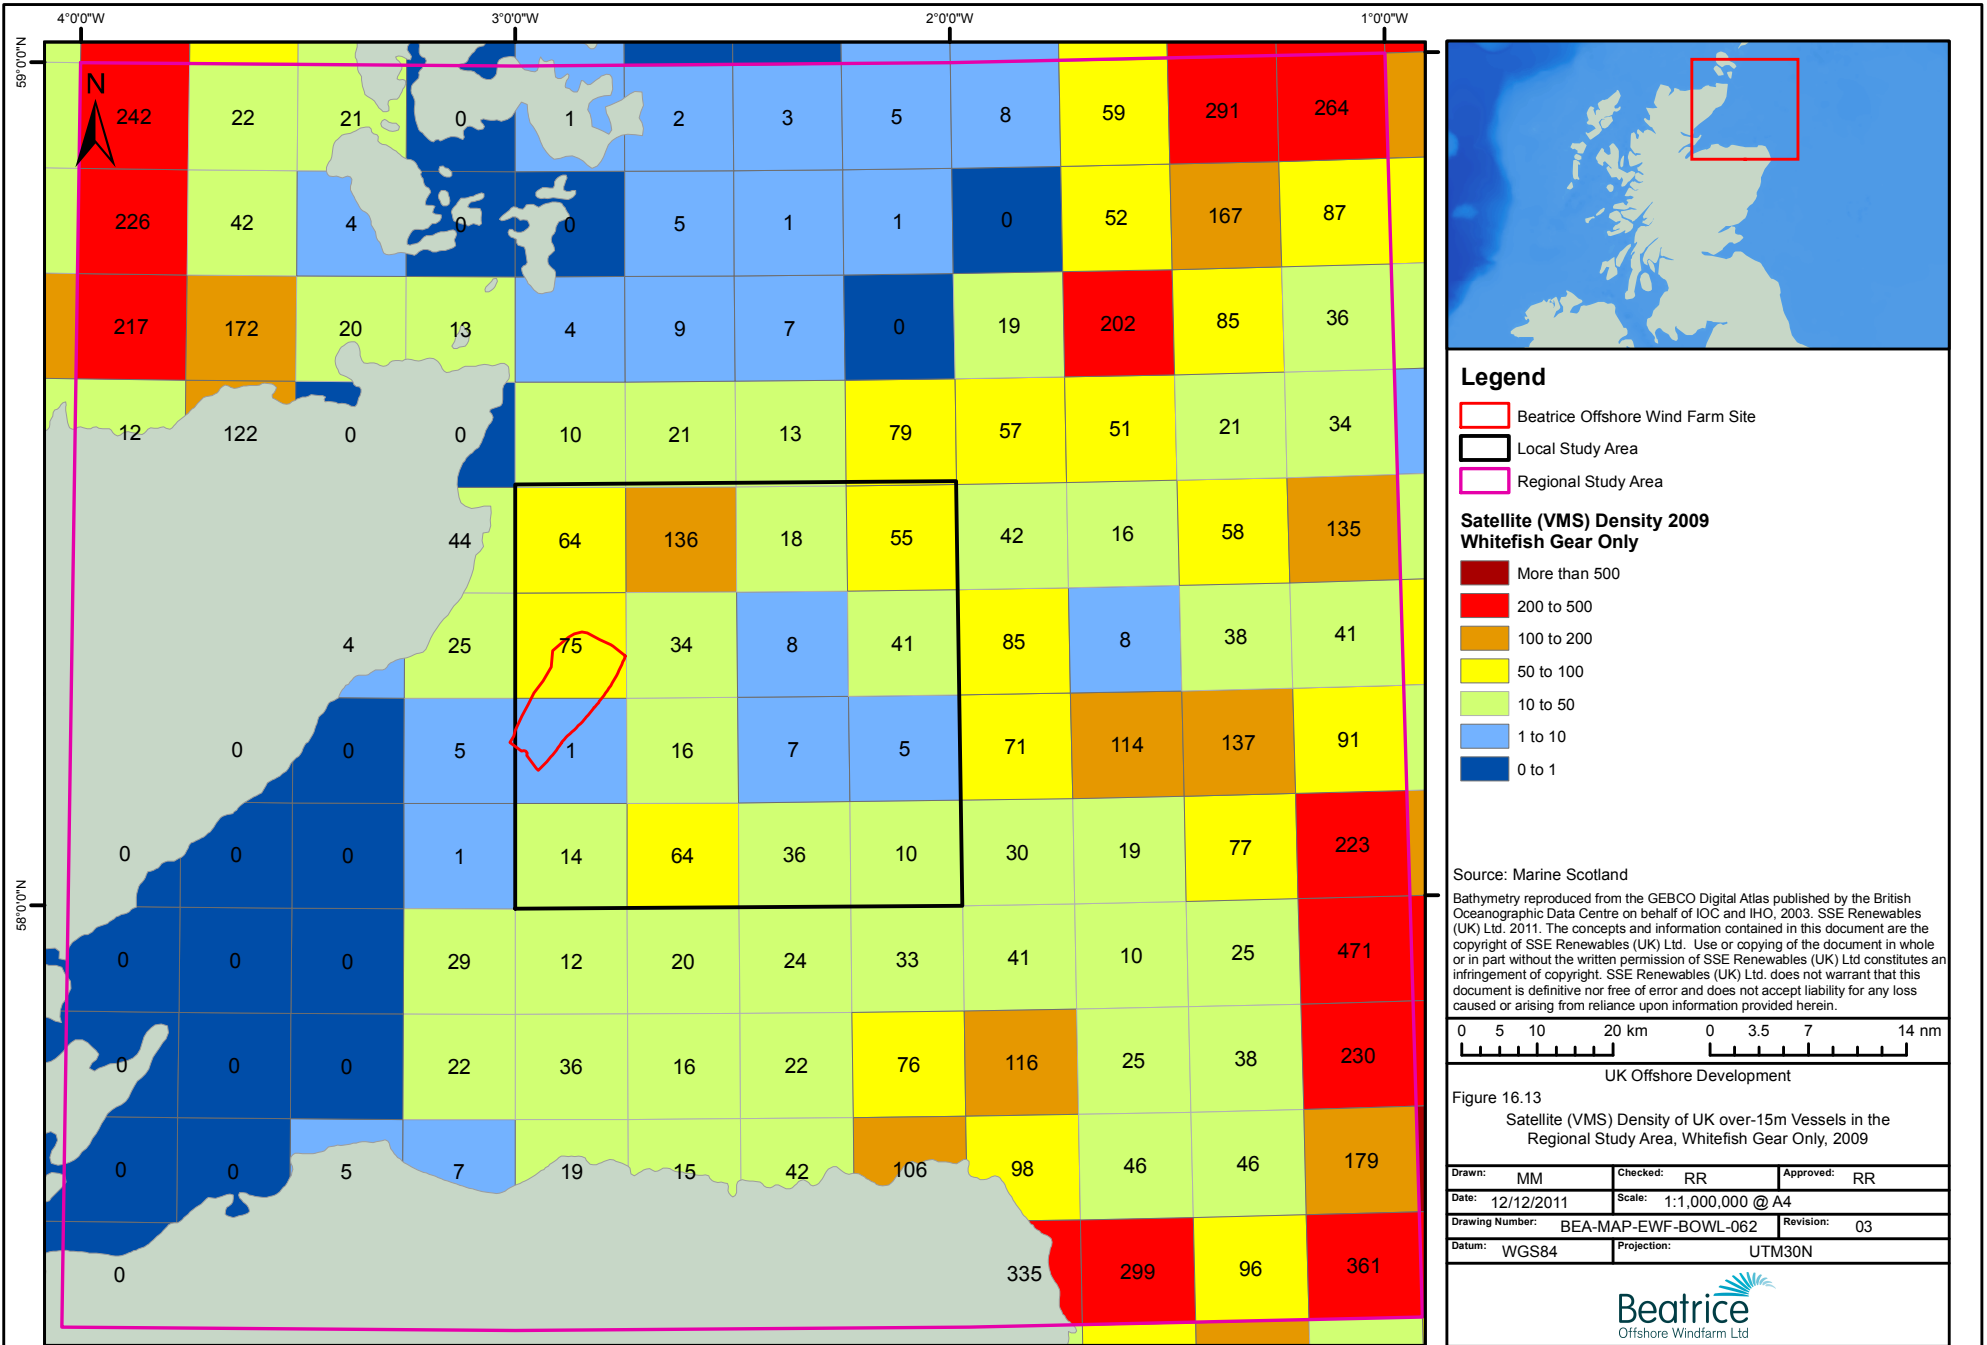 4°0'0"W 3°0'0"W 2°0'0"W 1°0'0"W
59°0'0"N
58°0'0"N
N
242 22 21 0 1 2 3 5 8 59 291 264
226 42 4 0 0 5 1 1 0 52 167 87
217 172 20 13 4 9 7 0 19 202 85 36
12 122 0 0 10 21 13 79 57 51 21 34
44 64 136 18 55 42 16 58 135
4 25 75 34 8 41 85 8 38 41
0 0 5 1 16 7 5 71 114 137 91
0 0 0 1 14 64 36 10 30 19 77 223
0 0 0 29 12 20 24 33 41 10 25 471
0 0 0 22 36 16 22 76 116 25 38 230
0 0 5 7 19 15 42 106 98 46 46 179
0 335 299 96 361
Legend
Beatrice Offshore Wind Farm Site
Local Study Area
Regional Study Area
Satellite (VMS) Density 2009
Whitefish Gear Only
More than 500
200 to 500
100 to 200
50 to 100
10 to 50
1 to 10
0 to 1
Source: Marine Scotland
Bathymetry reproduced from the GEBCO Digital Atlas published by the British
Oceanographic Data Centre on behalf of IOC and IHO, 2003. SSE Renewables
(UK) Ltd. 2011. The concepts and information contained in this document are the
copyright of SSE Renewables (UK) Ltd. Use or copying of the document in whole
or in part without the written permission of SSE Renewables (UK) Ltd constitutes an
infringement of copyright. SSE Renewables (UK) Ltd. does not warrant that this
document is definitive nor free of error and does not accept liability for any loss
caused or arising from reliance upon information provided herein.
0 5 10 20 km 0 3.5 7 14 nm
UK Offshore Development
Figure 16.13
Satellite (VMS) Density of UK over-15m Vessels in the
Regional Study Area, Whitefish Gear Only, 2009
Drawn: MM Checked: RR Approved: RR
Date: 12/12/2011 Scale: 1:1,000,000 @ A4
Drawing Number: BEA-MAP-EWF-BOWL-062 Revision: 03
Datum: WGS84 Projection: UTM30N
Beatrice
Offshore Windfarm Ltd